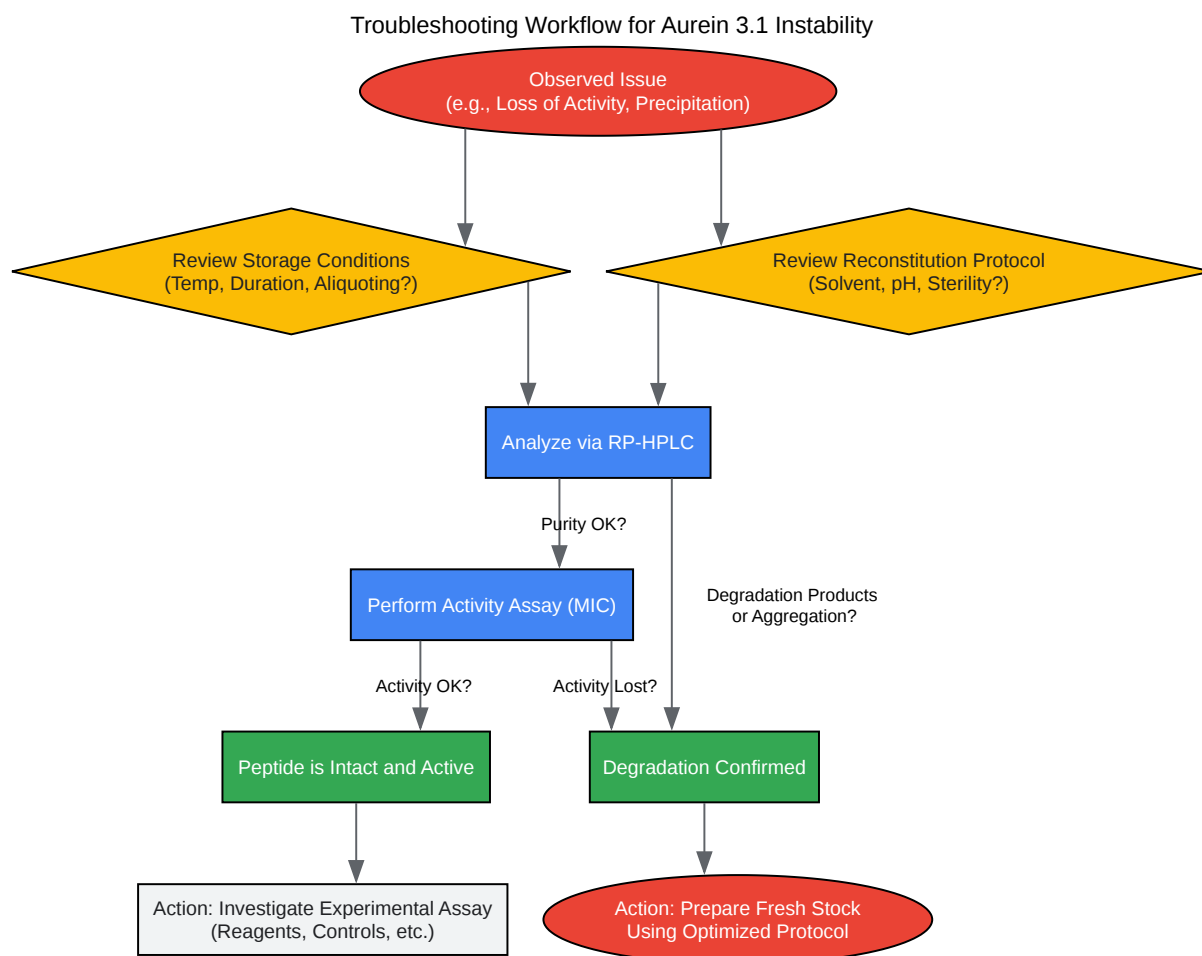 Troubleshooting Workflow for Aurein 3.1 Instability
Observed Issue
(e.g., Loss of Activity, Precipitation)
Review Storage Conditions
(Temp, Duration, Aliquoting?)
Review Reconstitution Protocol
(Solvent, pH, Sterility?)
Analyze via RP-HPLC
Purity OK?
Perform Activity Assay (MIC)
Degradation Products
or Aggregation?
Activity OK?
Activity Lost?
Peptide is Intact and Active
Degradation Confirmed
Action: Investigate Experimental Assay
(Reagents, Controls, etc.)
Action: Prepare Fresh Stock
Using Optimized Protocol